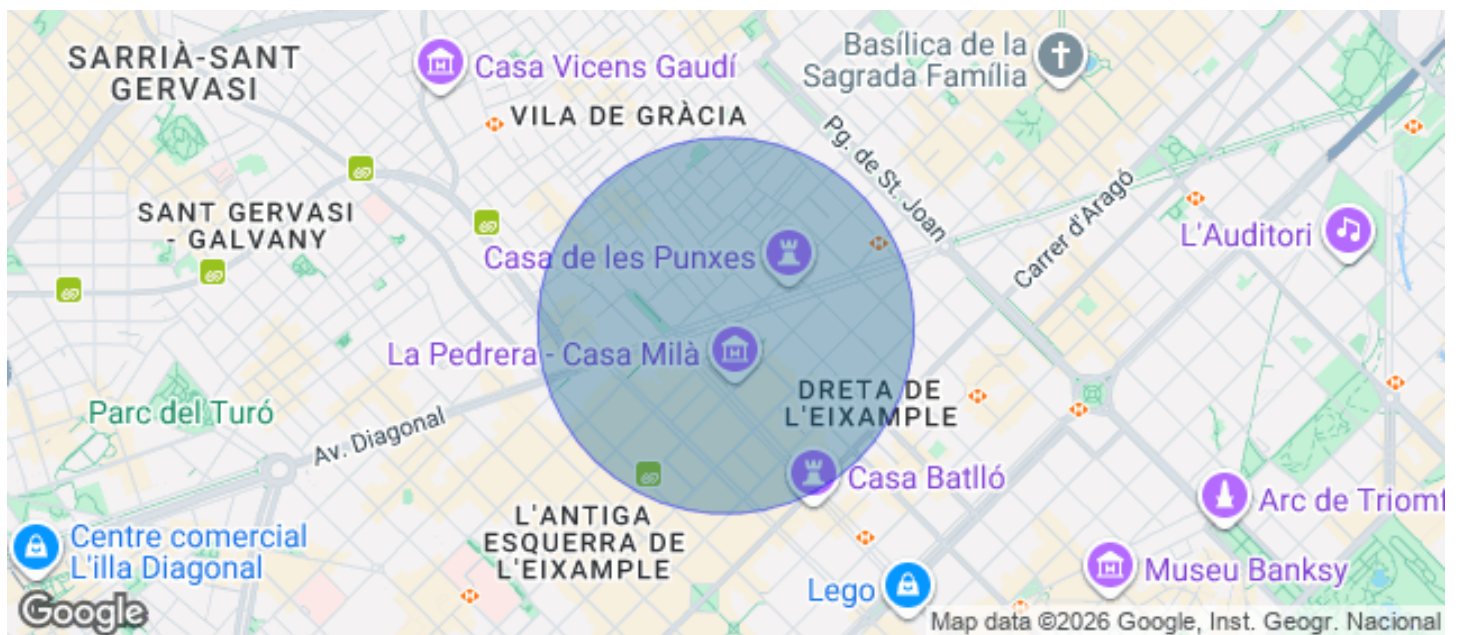 SARRIÀ-SANT
GERVASI
Casa Vicens Gaudí
Basílica de la
Sagrada Família
VILA DE GRÀCIA
Pg. de St. Joan
SANT GERVASI
- GALVANY
Carrer d'Aragó
L'Auditori
Casa de les Punxes
La Pedrera - Casa Milà
DRETA DE
L'EIXAMPLE
Parc del Turó
Av. Diagonal
Casa Batlló
Arc de Triomf
L'ANTIGA
ESQUERRA DE
L'EIXAMPLE
Centre comercial
L'illa Diagonal
Museu Banksy
Lego
Google
Map data ©2026 Google, Inst. Geogr. Nacional